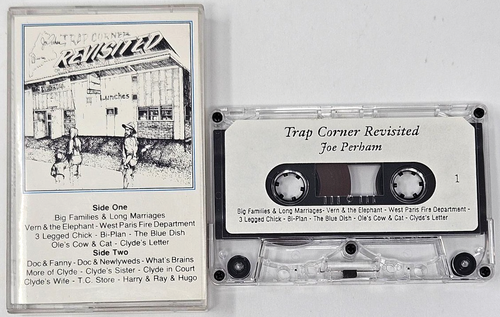 TRAP CORNER
REVISITED
Lunches
Side One
Big Families & Long Marriages
Vern & the Elephant - West Paris Fire Department
3 Legged Chick - Bi-Plan - The Blue Dish
Ole's Cow & Cat - Clyde's Letter
Side Two
Doc & Fanny - Doc & Newlyweds - What's Brains
More of Clyde - Clyde's Sister - Clyde in Court
Clyde's Wife - T.C. Store - Harry & Ray & Hugo
Trap Corner Revisited
Joe Perham
1
Big Families & Long Marriages - Vern & the Elephant - West Paris Fire Department -
3 Legged Chick - Bi-Plan - The Blue Dish
Ole's Cow & Cat - Clyde's Letter